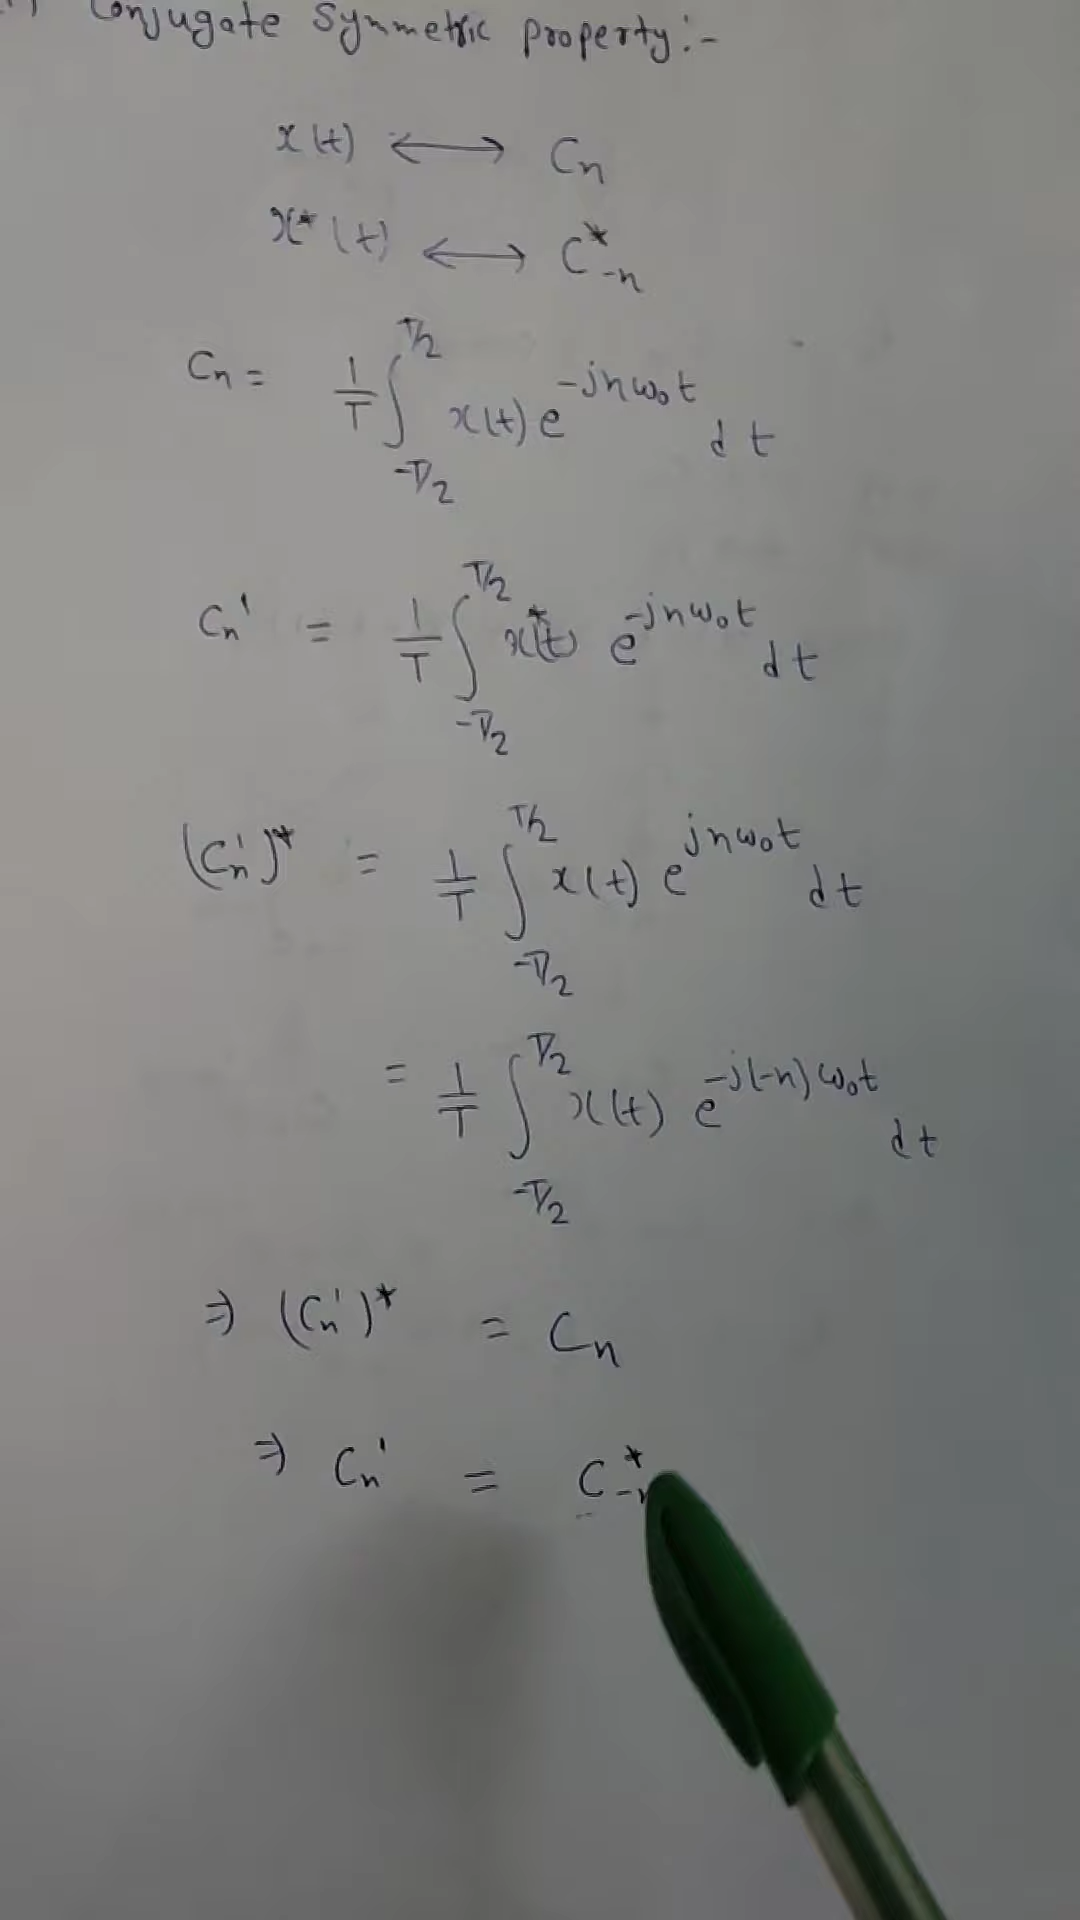 Conjugate Symmetric property:-
x(t) ⟷ Cn
x*(t) ⟷ C*-n
Cn = 1/T ∫_{-T/2}^{T/2} x(t) e^{-jnω₀t} dt
Cn' = 1/T ∫_{-T/2}^{T/2} x*(t) e^{-jnω₀t} dt
(Cn')* = 1/T ∫_{-T/2}^{T/2} x(t) e^{jnω₀t} dt
= 1/T ∫_{-T/2}^{T/2} x(t) e^{-j(-n)ω₀t} dt
⇒ (Cn')* = Cn
⇒ Cn' = C*-n